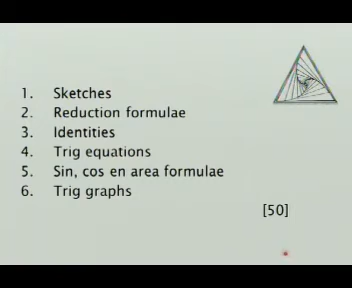 1. Sketches
2. Reduction formulae
3. Identities
4. Trig equations
5. Sin, cos en area formulae
6. Trig graphs
[50]